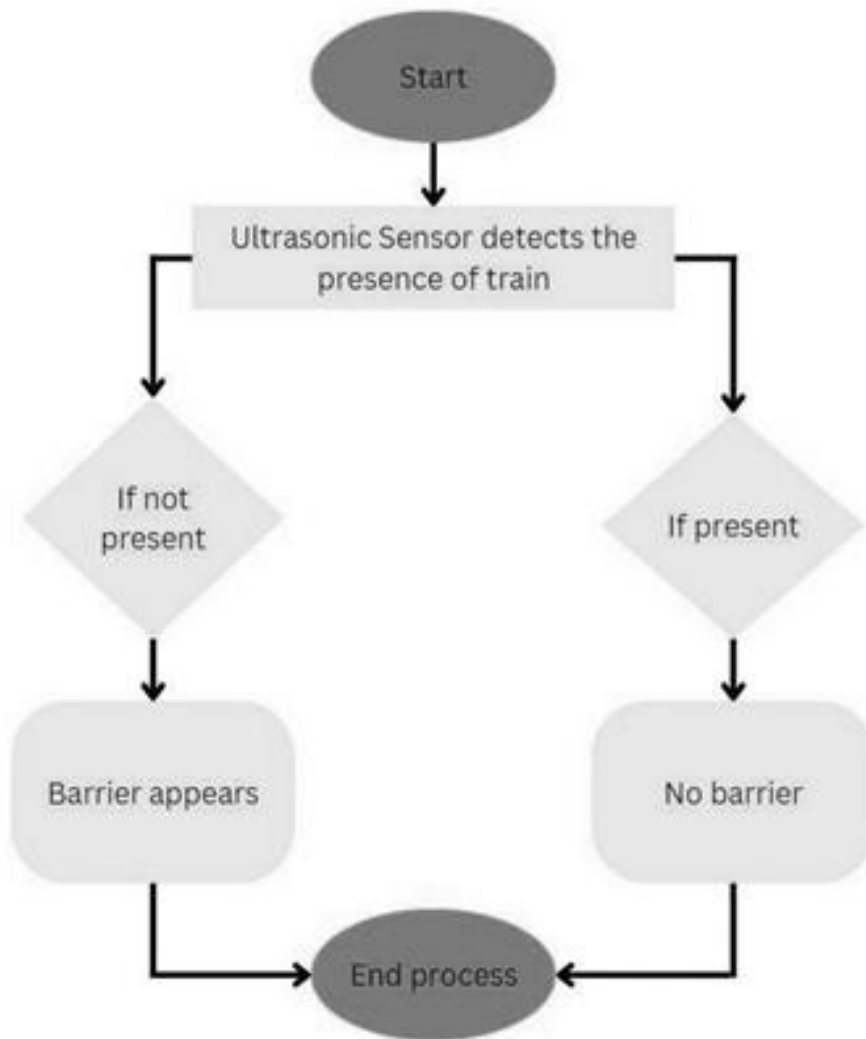 Start
Ultrasonic Sensor detects the
presence of train
If not
present
If present
Barrier appears
No barrier
End process